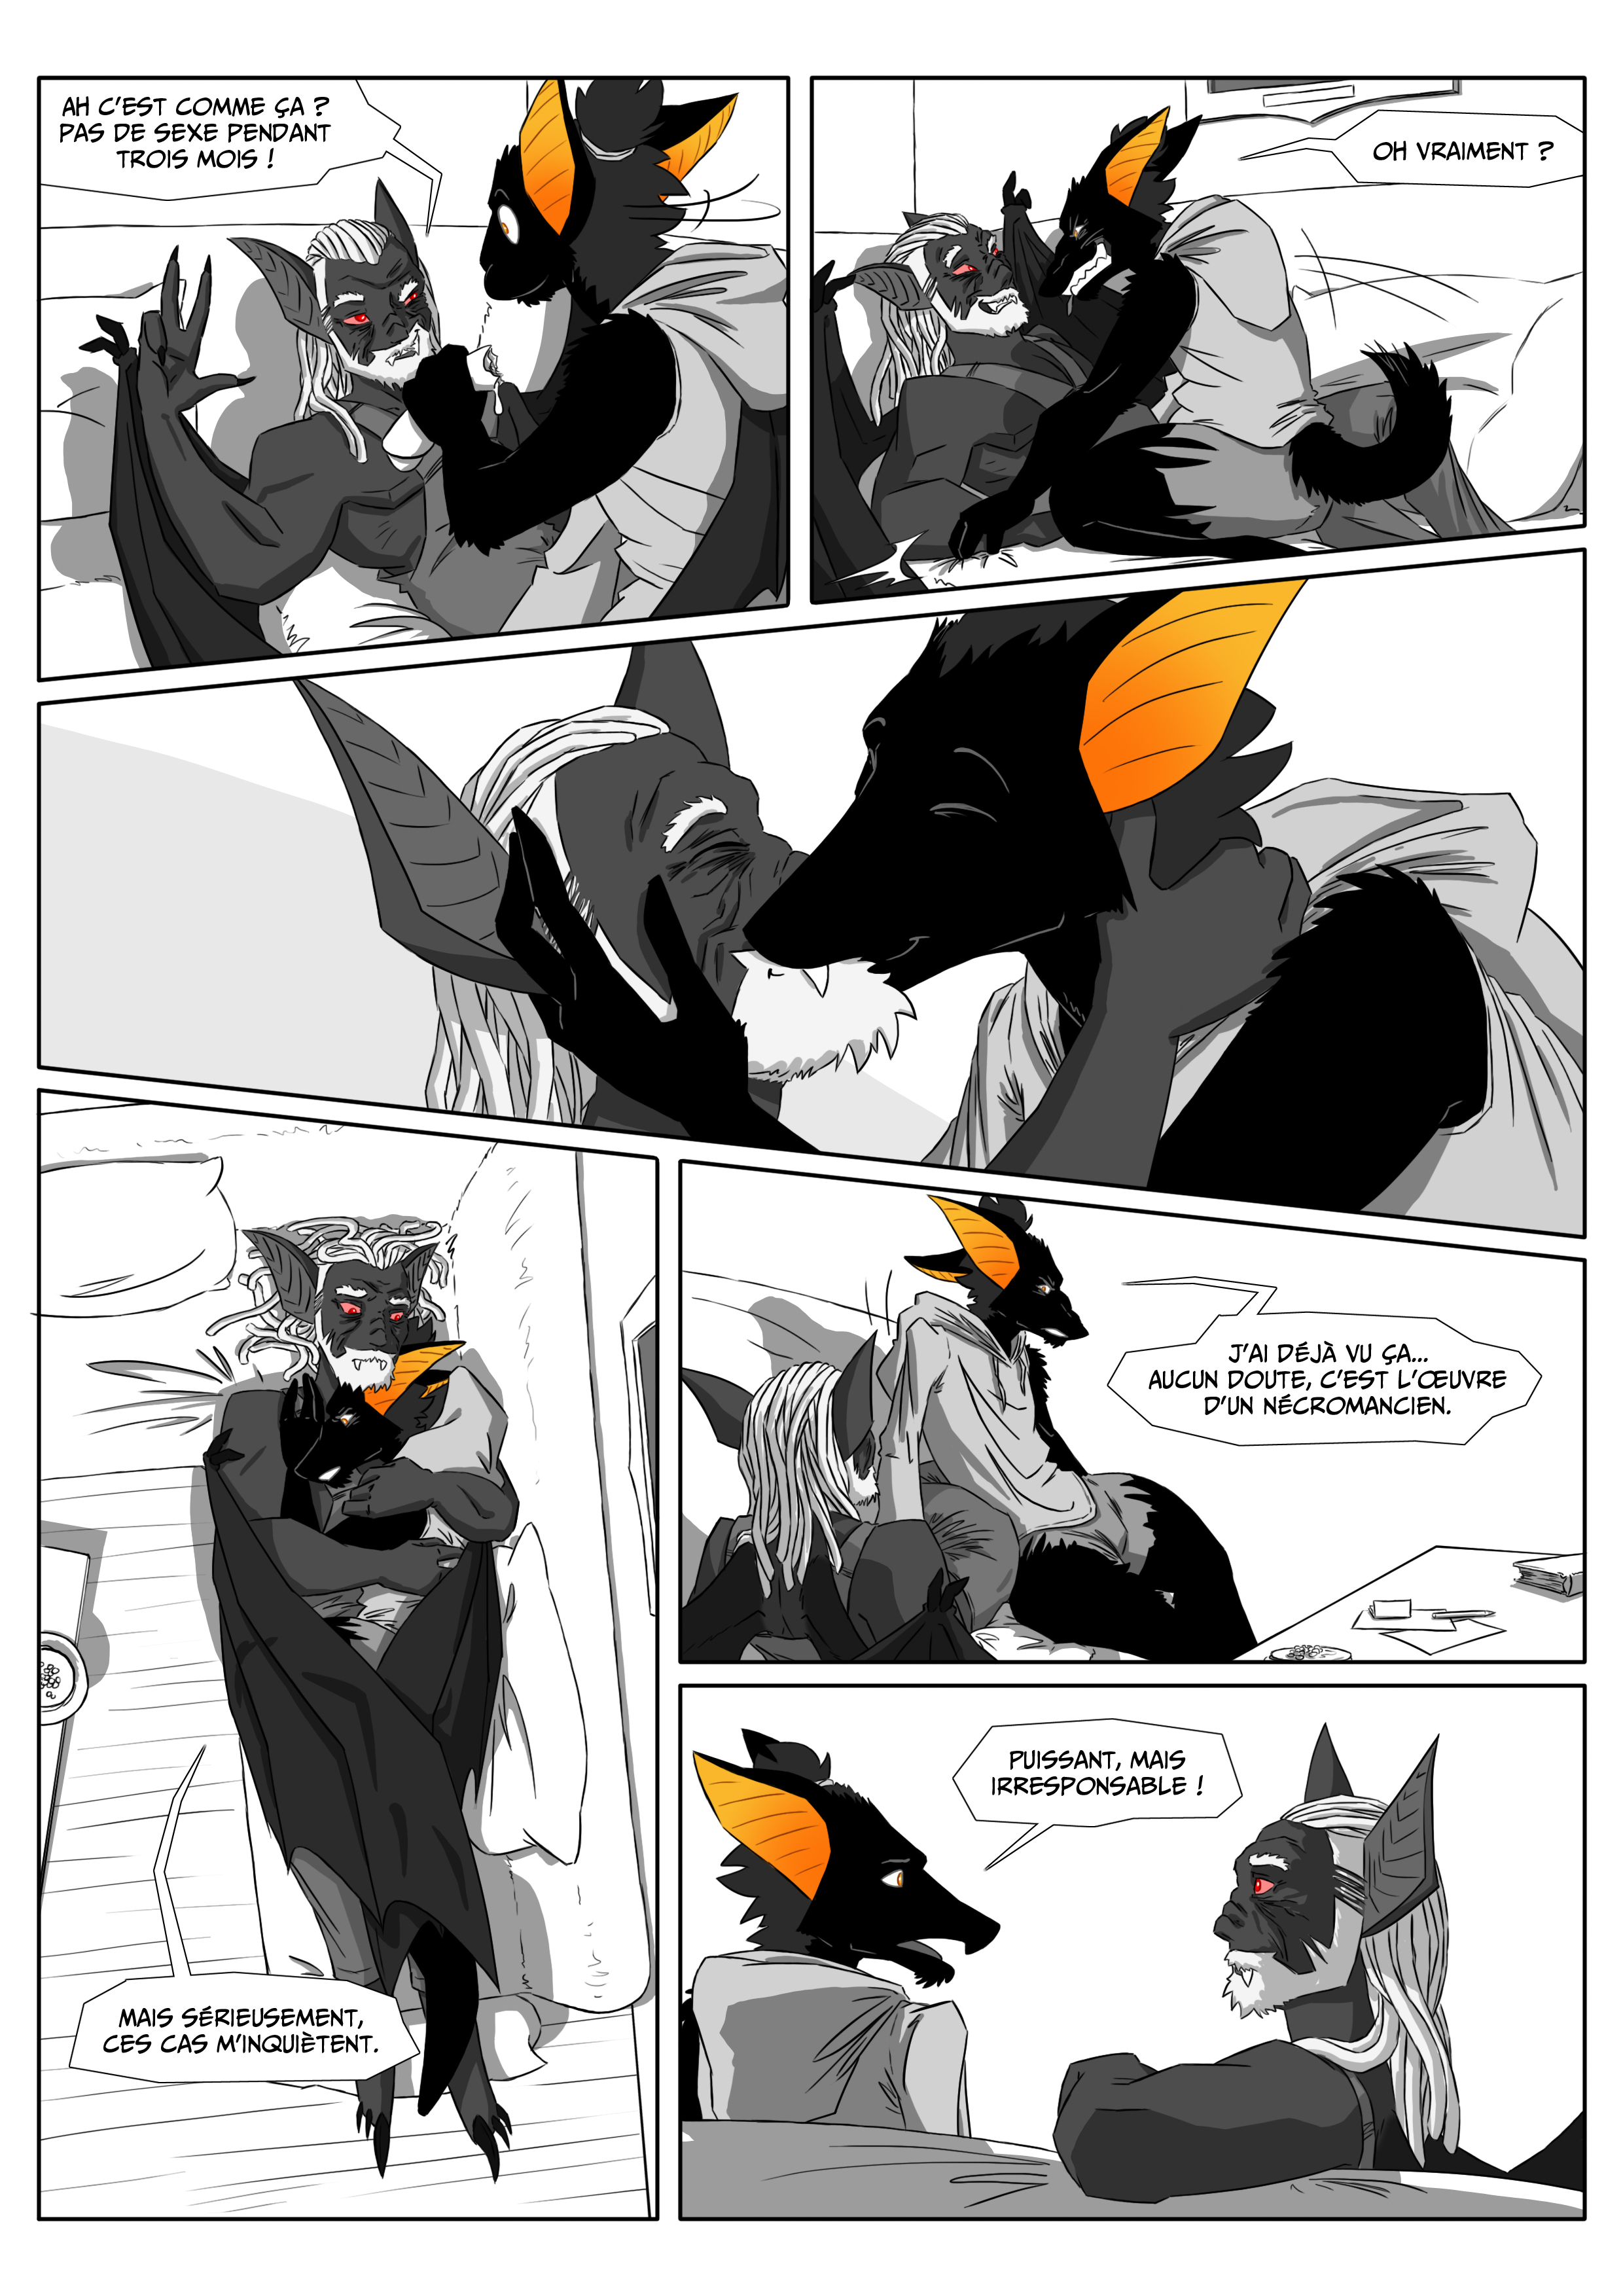 AH C'EST COMME ÇA ?
PAS DE SEXE PENDANT
TROIS MOIS !
OH VRAIMENT ?
MAIS SÉRIEUSEMENT,
CES CAS M'INQUIÈTENT.
J'AI DÉJÀ VU ÇA...
AUCUN DOUTE, C'EST L'ŒUVRE
D'UN NÉCROMANCIEN.
PUISSANT, MAIS
IRRESPONSABLE !